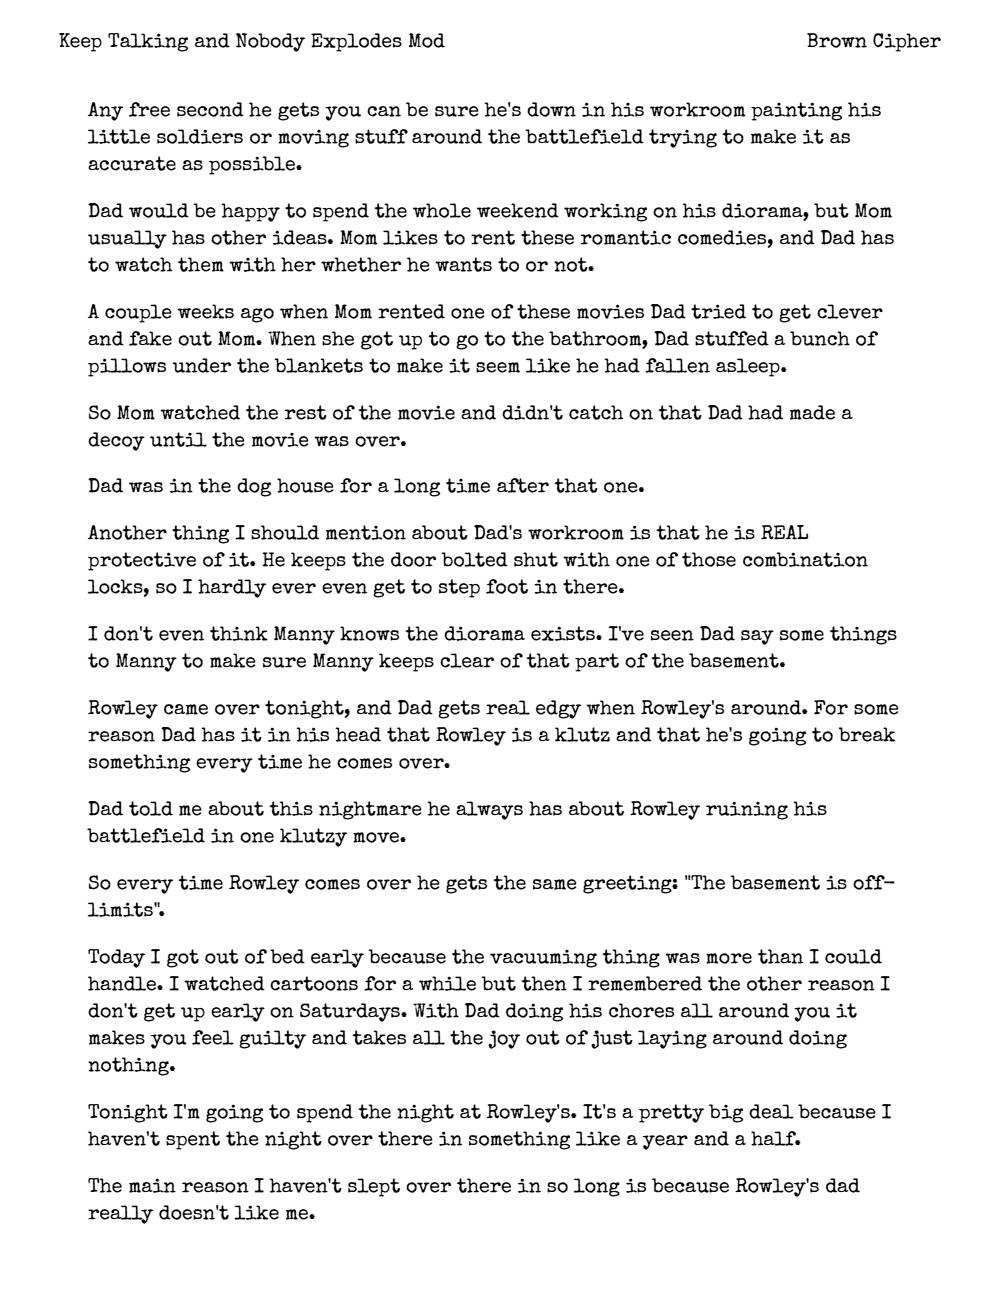 Keep Talking and Nobody Explodes Mod
Brown Cipher
Any free second he gets you can be sure he's down in his workroom painting his
little soldiers or moving stuff around the battlefield trying to make it as
accurate as possible.
Dad would be happy to spend the whole weekend working on his diorama, but Mom
usually has other ideas. Mom likes to rent these romantic comedies, and Dad has
to watch them with her whether he wants to or not.
A couple weeks ago when Mom rented one of these movies Dad tried to get clever
and fake out Mom. When she got up to go to the bathroom, Dad stuffed a bunch of
pillows under the blankets to make it seem like he had fallen asleep.
So Mom watched the rest of the movie and didn't catch on that Dad had made a
decoy until the movie was over.
Dad was in the dog house for a long time after that one.
Another thing I should mention about Dad's workroom is that he is REAL
protective of it. He keeps the door bolted shut with one of those combination
locks, so I hardly ever even get to step foot in there.
I don't even think Manny knows the diorama exists. I've seen Dad say some things
to Manny to make sure Manny keeps clear of that part of the basement.
Rowley came over tonight, and Dad gets real edgy when Rowley's around. For some
reason Dad has it in his head that Rowley is a klutz and that he's going to break
something every time he comes over.
Dad told me about this nightmare he always has about Rowley ruining his
battlefield in one klutzy move.
So every time Rowley comes over he gets the same greeting: "The basement is off-
limits".
Today I got out of bed early because the vacuuming thing was more than I could
handle. I watched cartoons for a while but then I remembered the other reason I
don't get up early on Saturdays. With Dad doing his chores all around you it
makes you feel guilty and takes all the joy out of just laying around doing
nothing.
Tonight I'm going to spend the night at Rowley's. It's a pretty big deal because I
haven't spent the night over there in something like a year and a half.
The main reason I haven't slept over there in so long is because Rowley's dad
really doesn't like me.